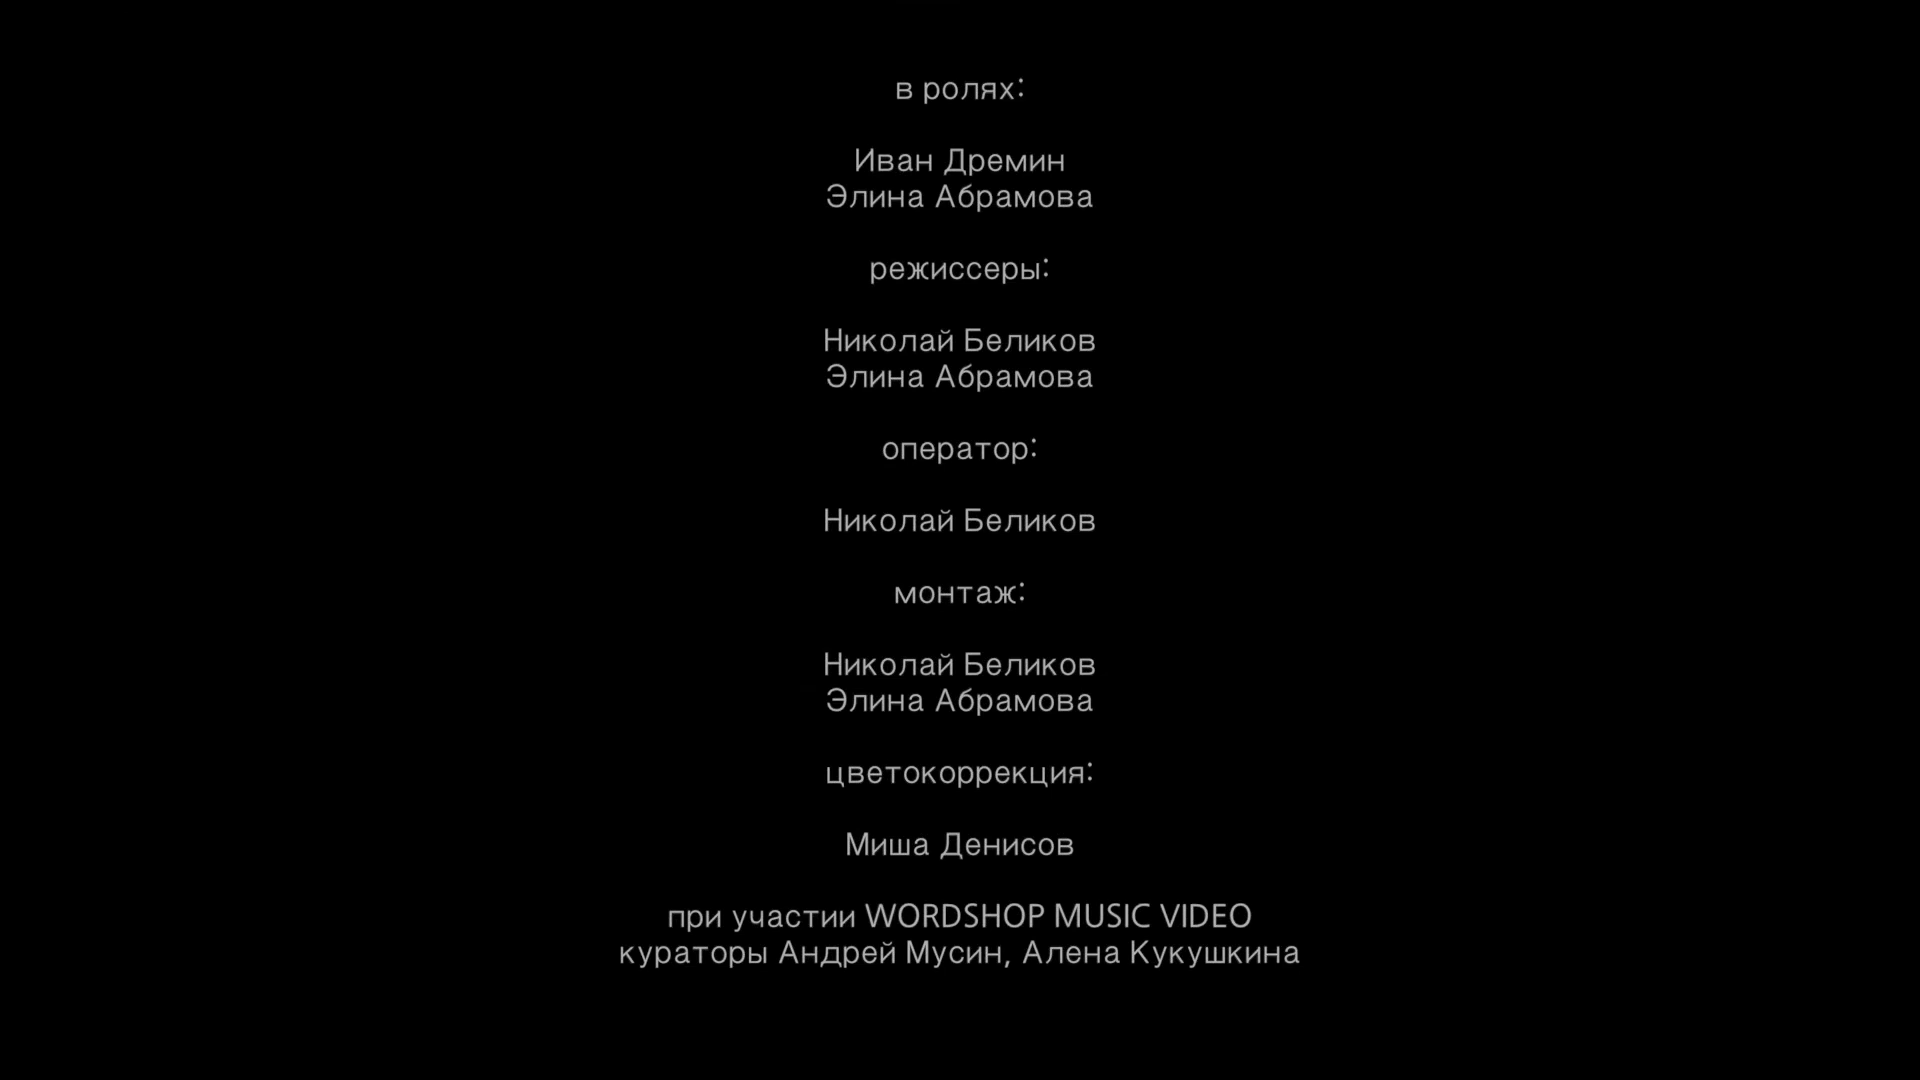 в ролях:
Иван Дремин
Элина Абрамова
режиссеры:
Николай Беликов
Элина Абрамова
оператор:
Николай Беликов
монтаж:
Николай Беликов
Элина Абрамова
цветокоррекция:
Миша Денисов
при участии WORDSHOP MUSIC VIDEO
кураторы Андрей Мусин, Алена Кукушкина